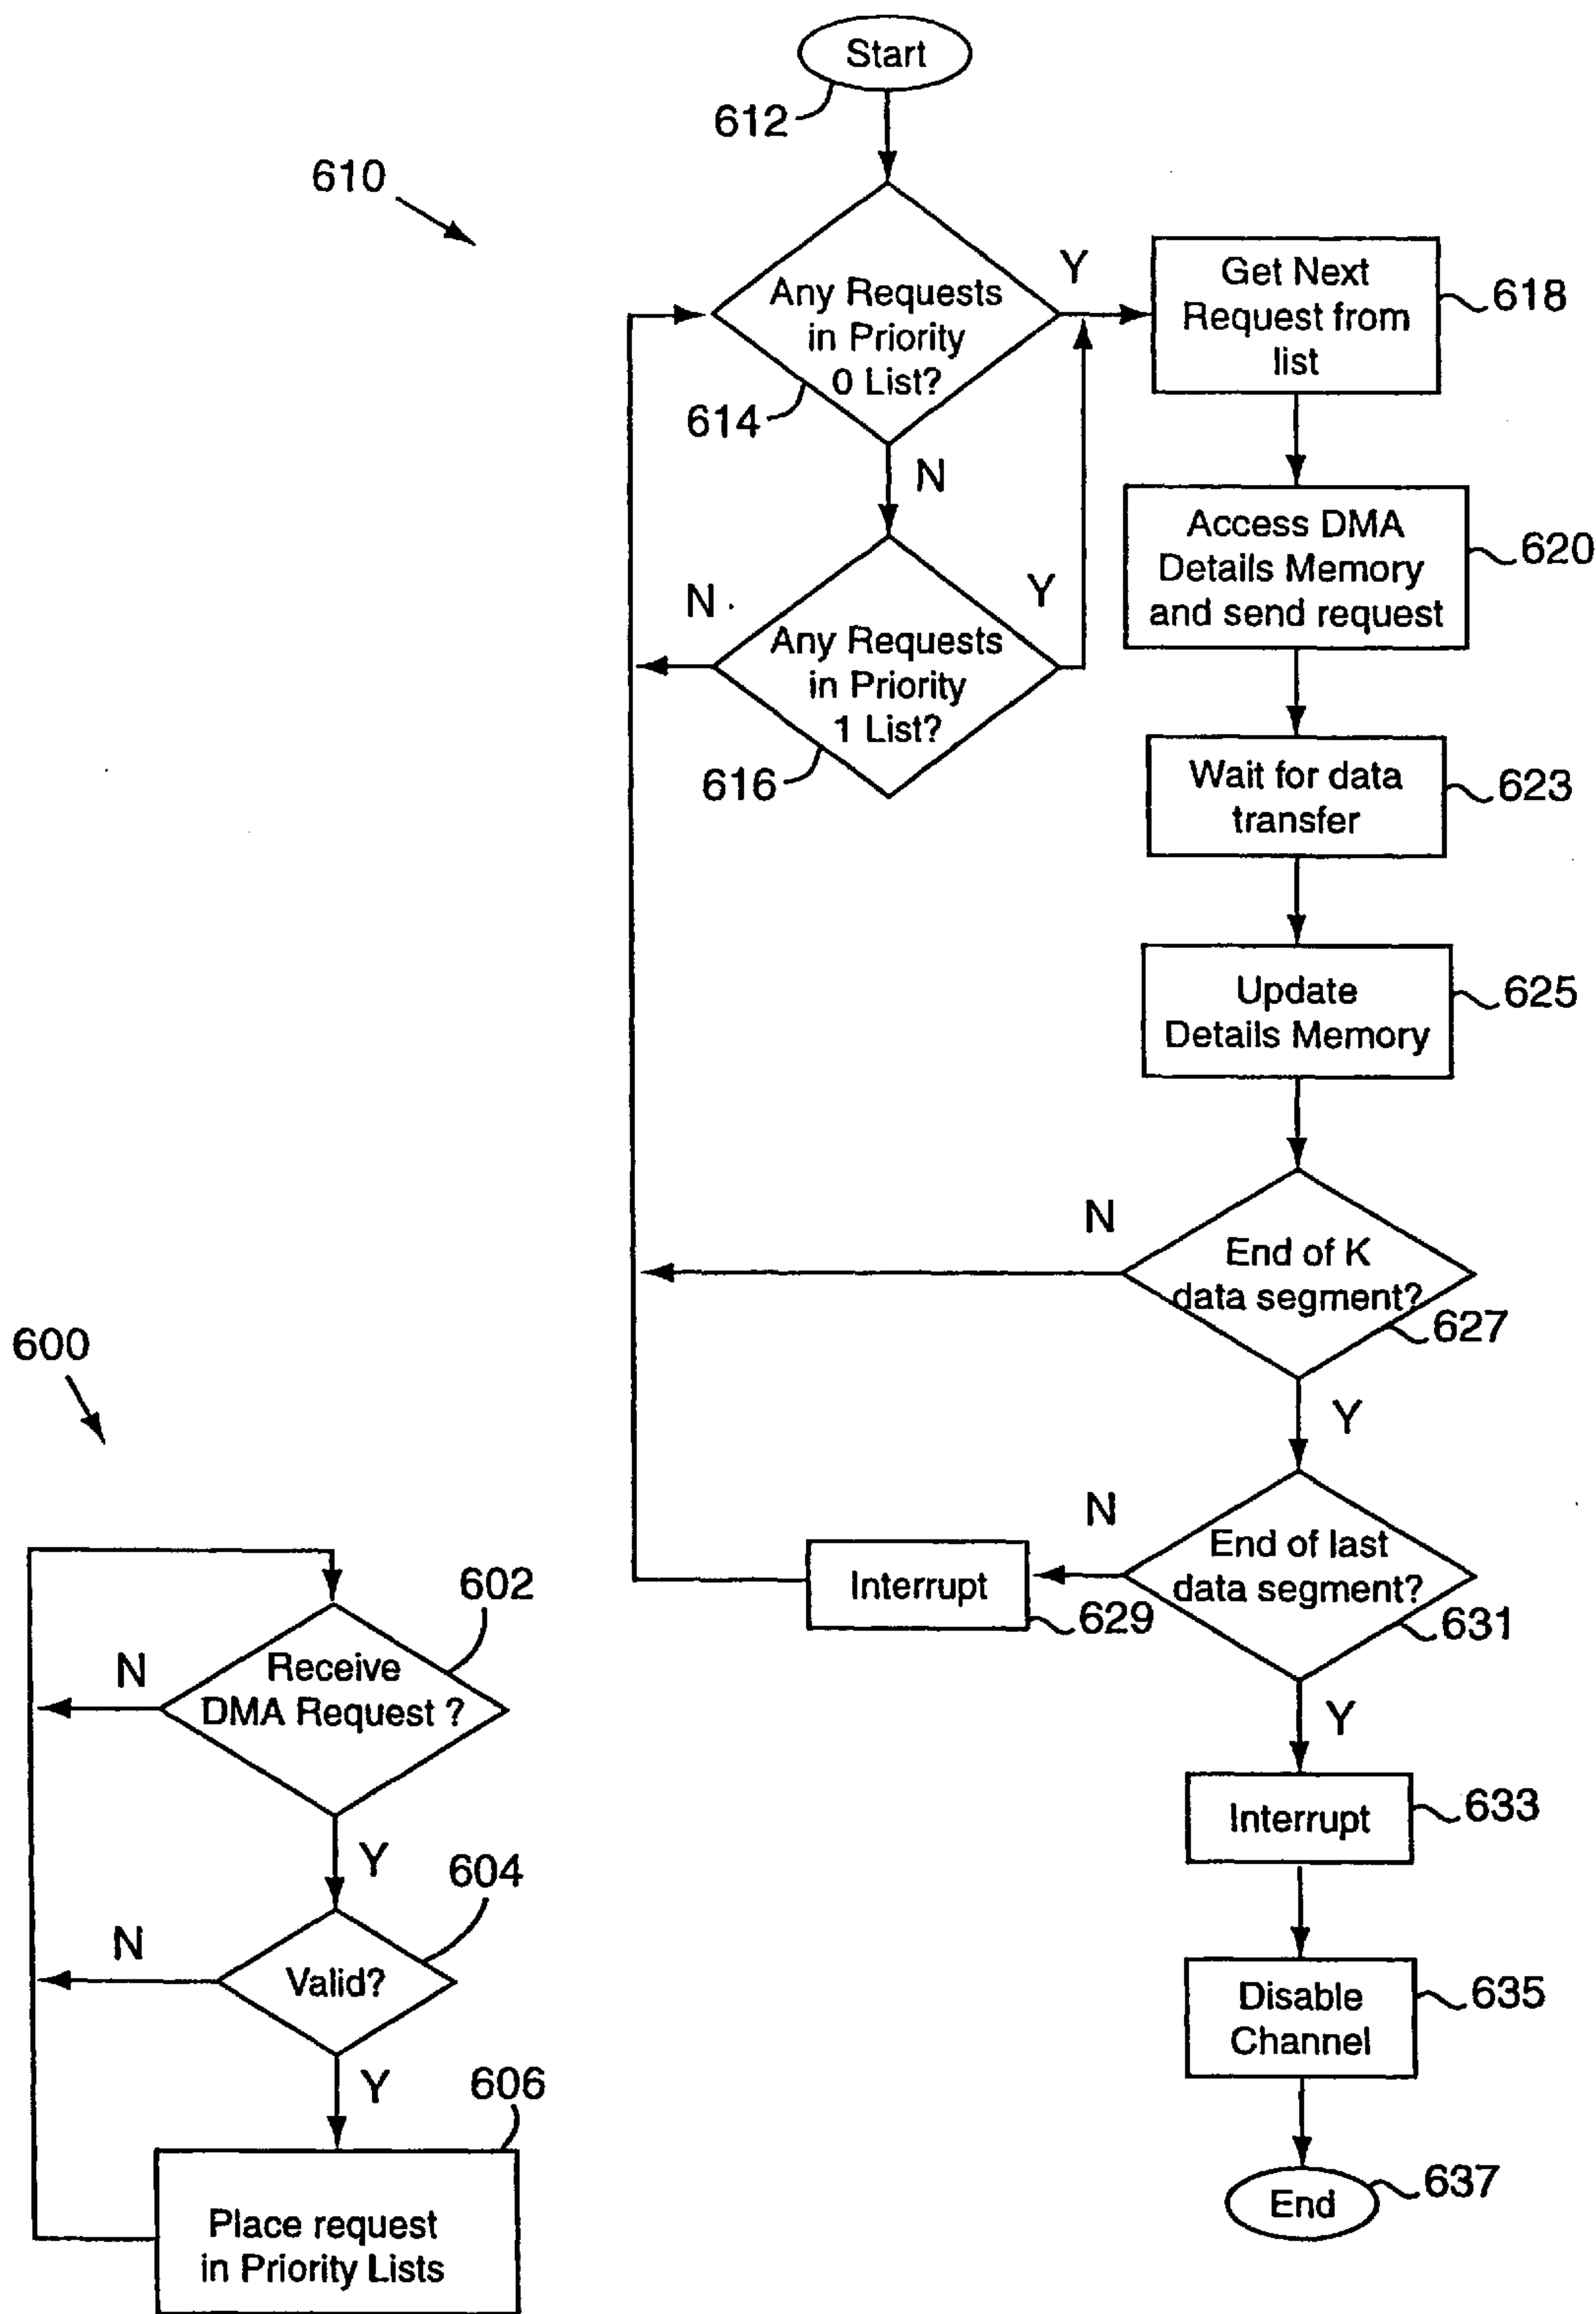 Start
612
610
Any Requests
in Priority
0 List?
614
Y
Get Next
Request from
list
618
N
Access DMA
Details Memory
and send request
620
N
Y
Any Requests
in Priority
1 List?
616
Wait for data
transfer
623
Update
Details Memory
625
N
End of K
data segment?
627
Y
N
End of last
data segment?
631
Interrupt
629
Y
Interrupt
633
Disable
Channel
635
End
637
600
602
Receive
DMA Request ?
N
Y
604
N
Valid?
Y
606
Place request
in Priority Lists